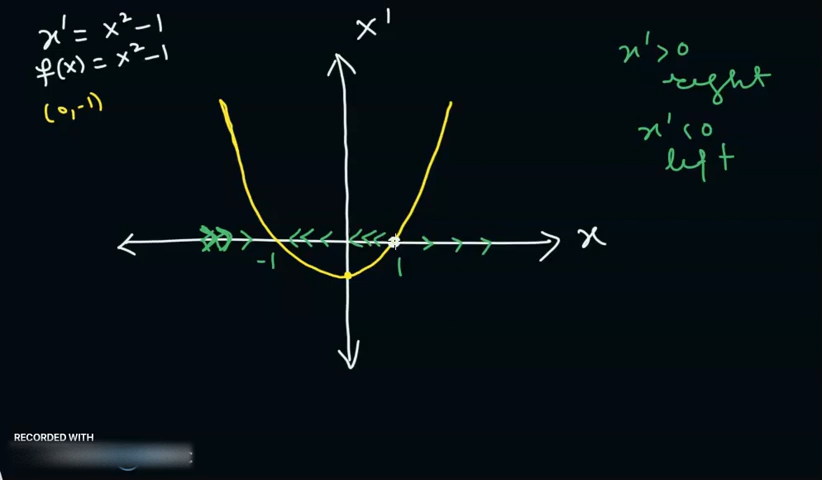 x' = x²-1
f(x) = x²-1
(0,-1)
x'
x' > 0
right
x' < 0
left
x
-1
1
RECORDED WITH